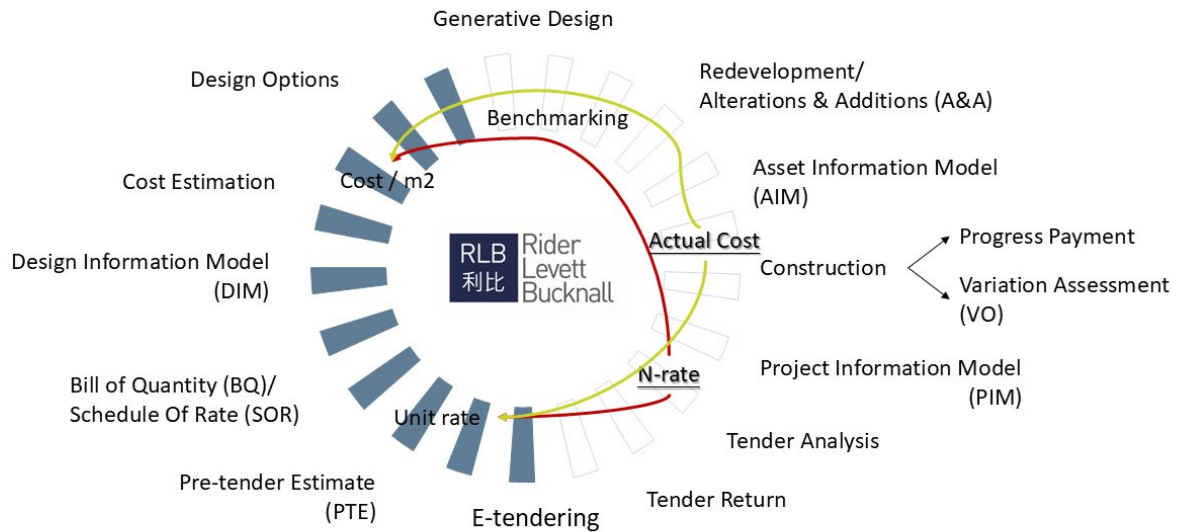 Generative Design
Design Options
Redevelopment/
Alterations & Additions (A&A)
Benchmarking
Cost Estimation
Cost / m2
Asset Information Model
(AIM)
Actual Cost
Construction
Progress Payment
Variation Assessment
(VO)
Design Information Model
(DIM)
RLB
利比
Rider
Levett
Bucknall
N-rate
Project Information Model
(PIM)
Bill of Quantity (BQ)/
Schedule Of Rate (SOR)
Unit rate
Tender Analysis
Pre-tender Estimate
(PTE)
Tender Return
E-tendering